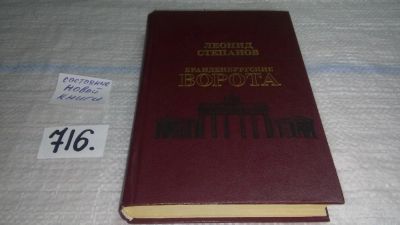 состояние
новой
книги
716.
ЛЕОНИД
СТЕПАНОВ
БРАНДЕНБУРГСКИЕ
ВОРОТА